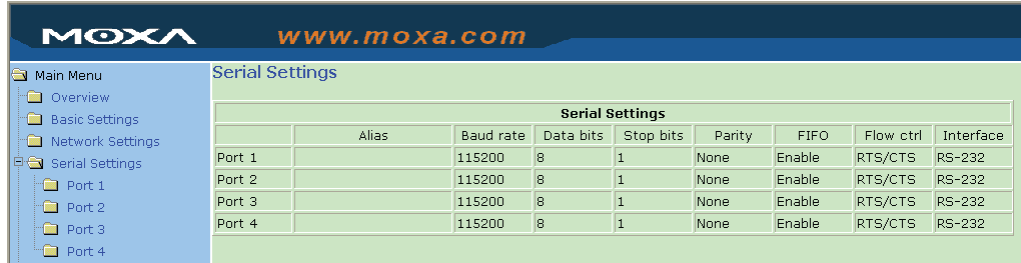 MOXA www.moxa.com
Main Menu
Overview
Basic Settings
Network Settings
Serial Settings
Port 1
Port 2
Port 3
Port 4
Serial Settings
Serial Settings
Alias Baud rate Data bits Stop bits Parity FIFO Flow ctrl Interface
Port 1 115200 8 1 None Enable RTS/CTS RS-232
Port 2 115200 8 1 None Enable RTS/CTS RS-232
Port 3 115200 8 1 None Enable RTS/CTS RS-232
Port 4 115200 8 1 None Enable RTS/CTS RS-232